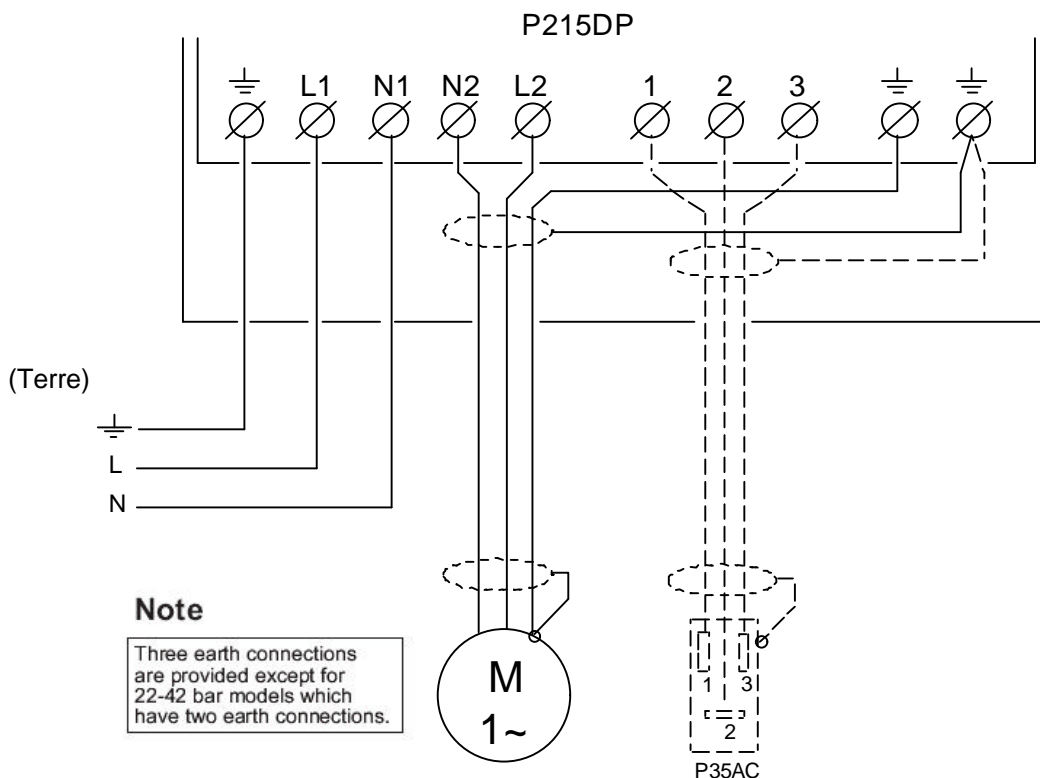 P215DP
L1 N1 N2 L2 1 2 3
(Terre)
L
N
Note
Three earth connections
are provided except for
22-42 bar models which
have two earth connections.
M
1~
1 3
2
P35AC